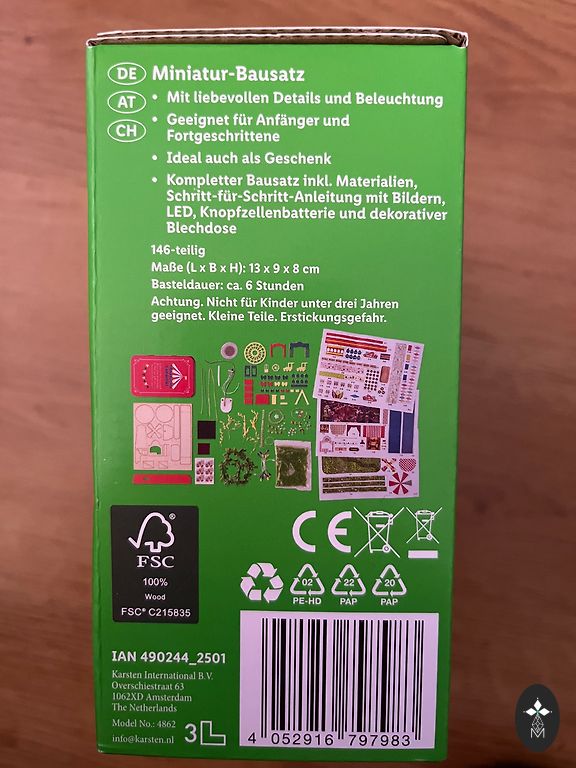 DE Miniatur-Bausatz
AT • Mit liebevollen Details und Beleuchtung
CH • Geeignet für Anfänger und
Fortgeschrittene
• Ideal auch als Geschenk
• Kompletter Bausatz inkl. Materialien,
Schritt-für-Schritt-Anleitung mit Bildern,
LED, Knopfzellenbatterie und dekorativer
Blechdose
146-teilig
Maße (L x B x H): 13 x 9 x 8 cm
Basteldauer: ca. 6 Stunden
Achtung. Nicht für Kinder unter drei Jahren
geeignet. Kleine Teile. Erstickungsgefahr.
®
FSC
100%
Wood
FSC® C215835
CE
02
PE-HD
22
PAP
20
PAP
IAN 490244_2501
Karsten International B.V.
Overschiestraat 63
1062XD Amsterdam
The Netherlands
Model No.: 4862
info@karsten.nl
3L
4 052916 797983
M